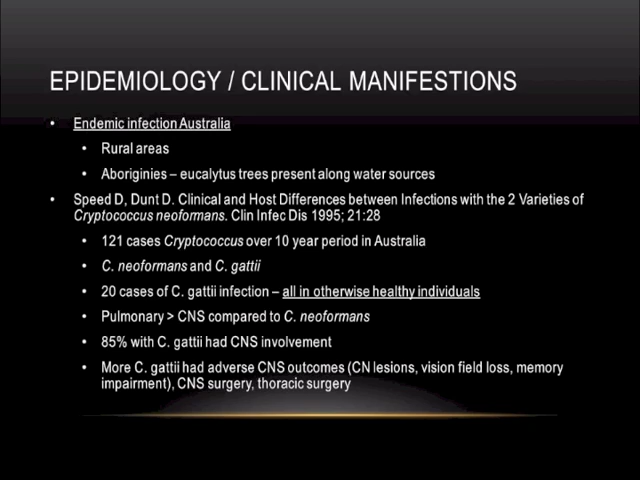 EPIDEMIOLOGY / CLINICAL MANIFESTIONS
• Endemic infection Australia
• Rural areas
• Aboriginies – eucalytus trees present along water sources
• Speed D, Dunt D. Clinical and Host Differences between Infections with the 2 Varieties of
Cryptococcus neoformans. Clin Infec Dis 1995; 21:28
• 121 cases Cryptococcus over 10 year period in Australia
• C. neoformans and C. gattii
• 20 cases of C. gattii infection – all in otherwise healthy individuals
• Pulmonary > CNS compared to C. neoformans
• 85% with C. gattii had CNS involvement
• More C. gattii had adverse CNS outcomes (CN lesions, vision field loss, memory
impairment), CNS surgery, thoracic surgery